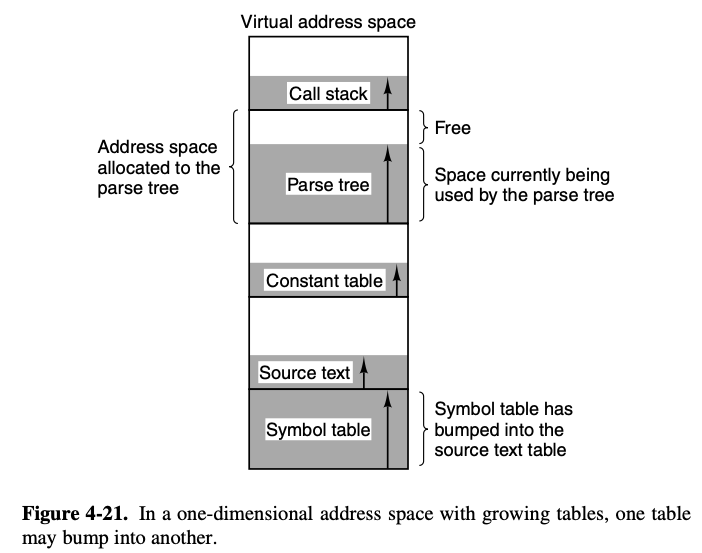 Virtual address space
Call stack
Free
Address space
allocated to the
parse tree
Parse tree
Space currently being
used by the parse tree
Constant table
Source text
Symbol table
Symbol table has
bumped into the
source text table
Figure 4-21. In a one-dimensional address space with growing tables, one table
may bump into another.